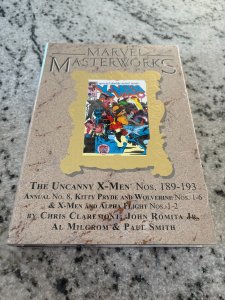 MARVEL
MASTERWORKS
THE UNCANNY X-MEN NOS. 189-193
ANNUAL NO. 8, KITTY PRYDE AND WOLVERINE NOS. 1-6
& X-MEN AND ALPHA FLIGHT NOS. 1-2
BY CHRIS CLAREMONT, JOHN ROMITA JR.,
AL MILGROM & PAUL SMITH